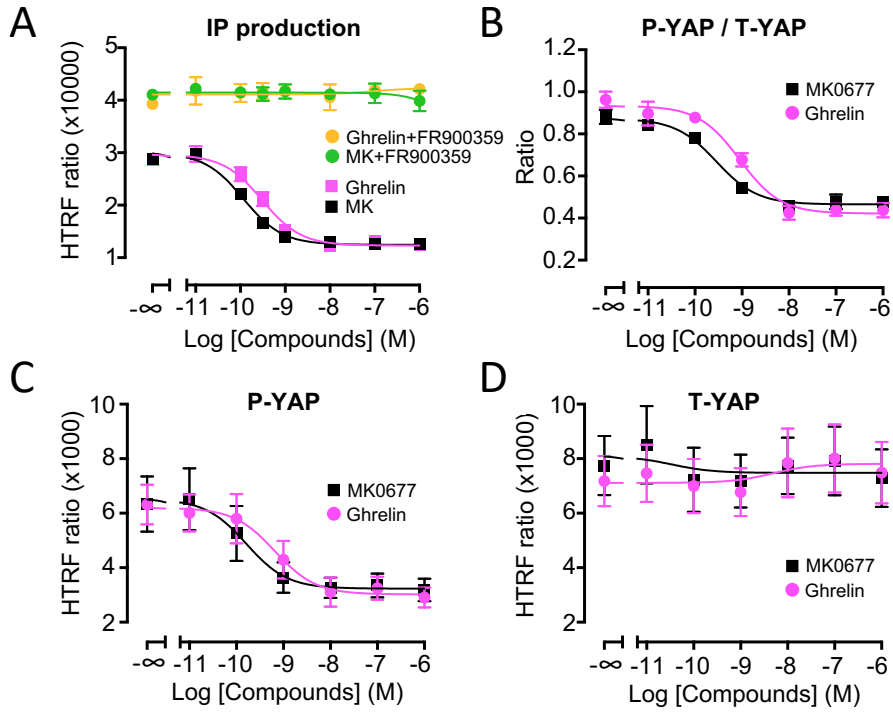 A
IP production
HTRF ratio (x10000)
5
4
3
2
1
Ghrelin+FR900359
MK+FR900359
Ghrelin
MK
-∞ -11 -10 -9 -8 -7 -6
Log [Compounds] (M)
B
P-YAP / T-YAP
Ratio
1.2
1.0
0.8
0.6
0.4
0.2
MK0677
Ghrelin
-∞ -11 -10 -9 -8 -7 -6
Log [Compounds] (M)
C
P-YAP
HTRF ratio (x1000)
10
8
6
4
2
MK0677
Ghrelin
-∞ -11 -10 -9 -8 -7 -6
Log [Compounds] (M)
D
T-YAP
HTRF ratio (x1000)
10
8
6
4
2
MK0677
Ghrelin
-∞ -11 -10 -9 -8 -7 -6
Log [Compounds] (M)